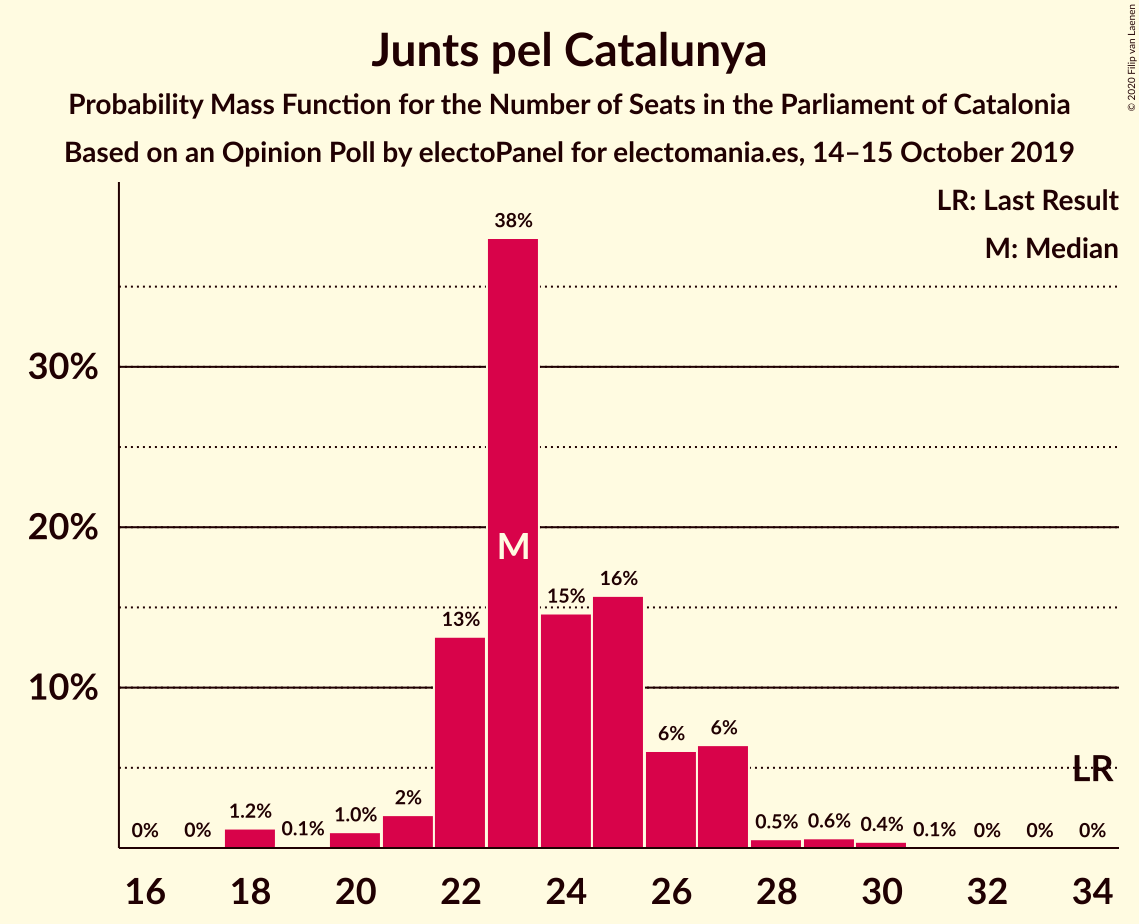 Junts pel Catalunya
Probability Mass Function for the Number of Seats in the Parliament of Catalonia
Based on an Opinion Poll by electoPanel for electomania.es, 14–15 October 2019
© 2020 Filip van Laenen
LR: Last Result
M: Median
30%
20%
10%
0% 0% 1.2% 0.1% 1.0% 2% 13% 38% 15% 16% 6% 6% 0.5% 0.6% 0.4% 0.1% 0% 0% 0%
M
LR
16 18 20 22 24 26 28 30 32 34